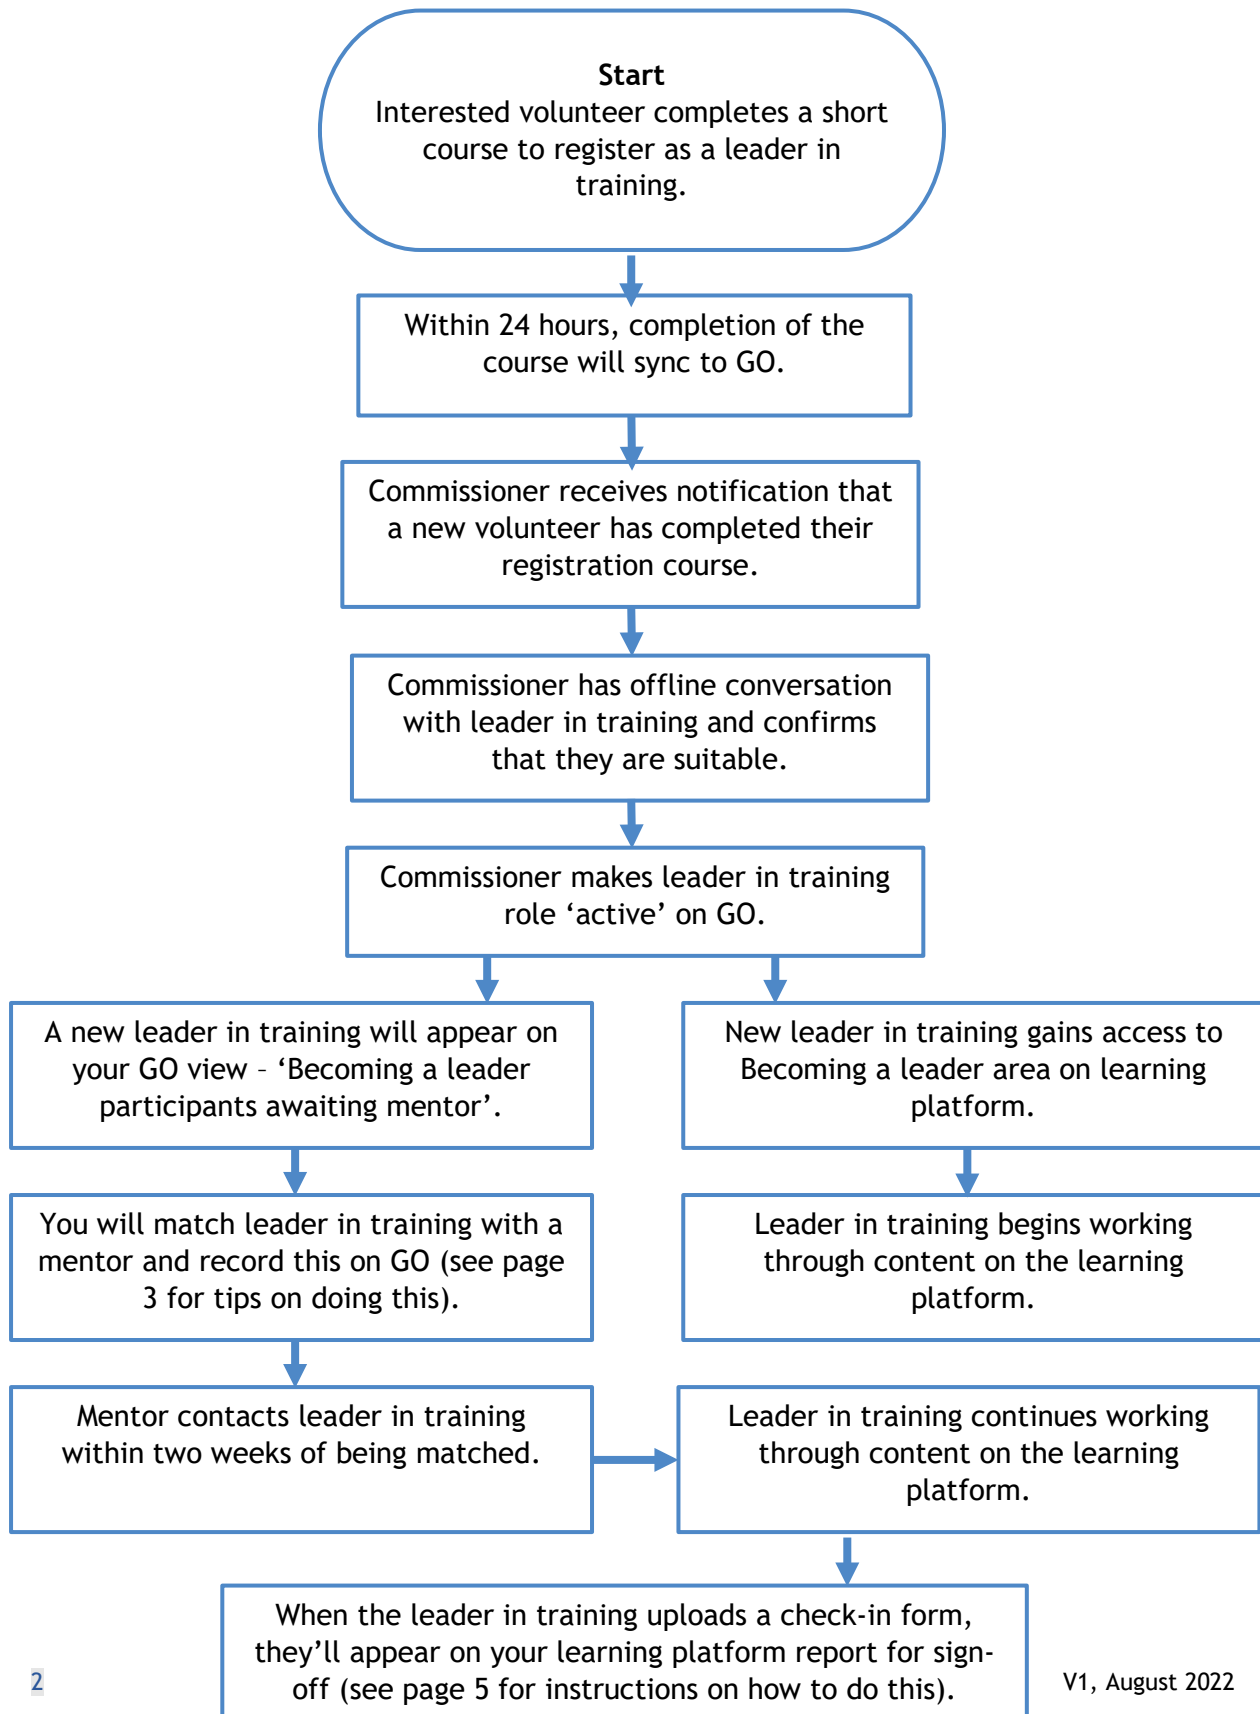 Start
Interested volunteer completes a short
course to register as a leader in
training.
Within 24 hours, completion of the
course will sync to GO.
Commissioner receives notification that
a new volunteer has completed their
registration course.
Commissioner has offline conversation
with leader in training and confirms
that they are suitable.
Commissioner makes leader in training
role ‘active’ on GO.
A new leader in training will appear on
your GO view – ‘Becoming a leader
participants awaiting mentor’.
New leader in training gains access to
Becoming a leader area on learning
platform.
You will match leader in training with a
mentor and record this on GO (see page
3 for tips on doing this).
Leader in training begins working
through content on the learning
platform.
Mentor contacts leader in training
within two weeks of being matched.
Leader in training continues working
through content on the learning
platform.
When the leader in training uploads a check-in form,
they’ll appear on your learning platform report for sign-
off (see page 5 for instructions on how to do this).
2
V1, August 2022